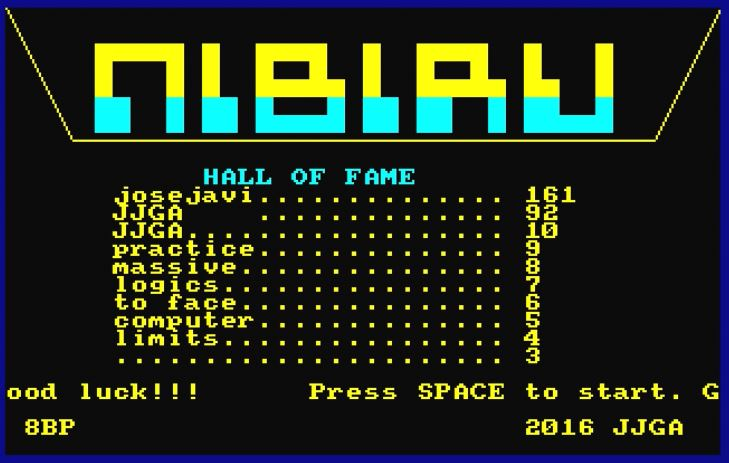 NIBIRU
HALL OF FAME
josejavi............... 161
JJGA     .............. 92
JJGA.................. 10
practice.............. 9
massive............... 8
logics................ 7
to face............... 6
computer.............. 5
limits................ 4
...................... 3
ood luck!!!      Press SPACE to start. G
8BP                         2016 JJGA